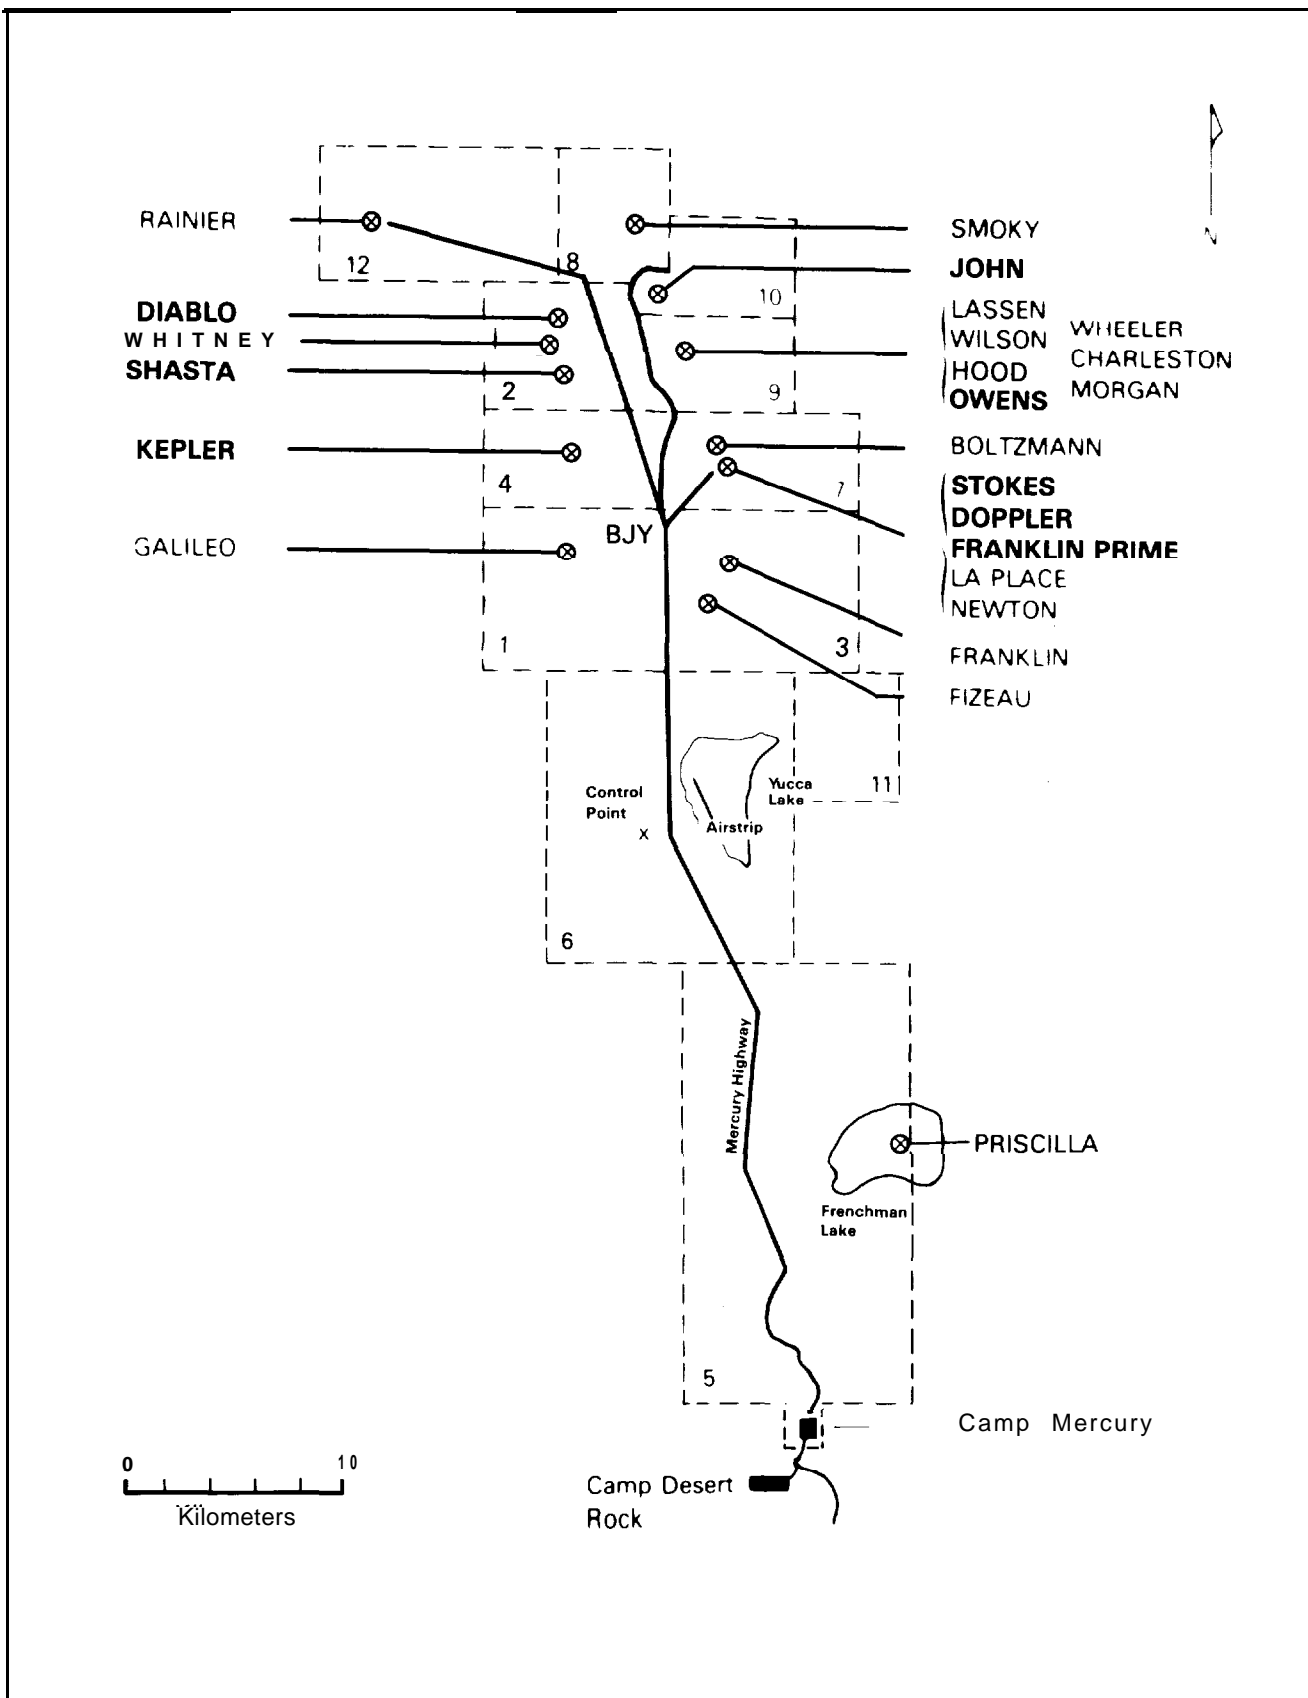 N
RAINIER
SMOKY
12
8
JOHN
10
DIABLO
LASSEN
WHITNEY
WILSON
WHEELER
SHASTA
HOOD
CHARLESTON
2
9
OWENS
MORGAN
KEPLER
BOLTZMANN
4
7
STOKES
DOPPLER
BJY
GALILEO
FRANKLIN PRIME
LA PLACE
NEWTON
1
3
FRANKLIN
FIZEAU
Control
Point
X
Yucca
Lake
11
Airstrip
6
Mercury Highway
PRISCILLA
Frenchman
Lake
5
Camp Mercury
0 10
Kilometers
Camp Desert
Rock